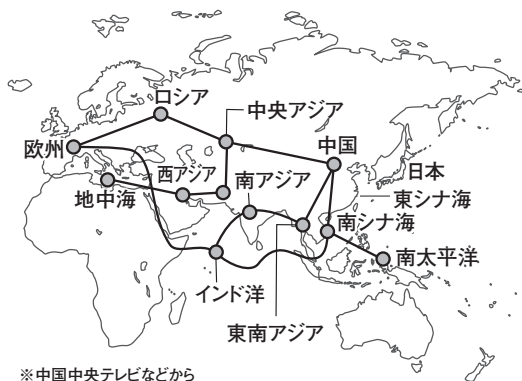 ロシア
中央アジア
欧州
中国
西アジア
南アジア
日本
地中海
東シナ海
南シナ海
南太平洋
インド洋
東南アジア
※中国中央テレビなどから